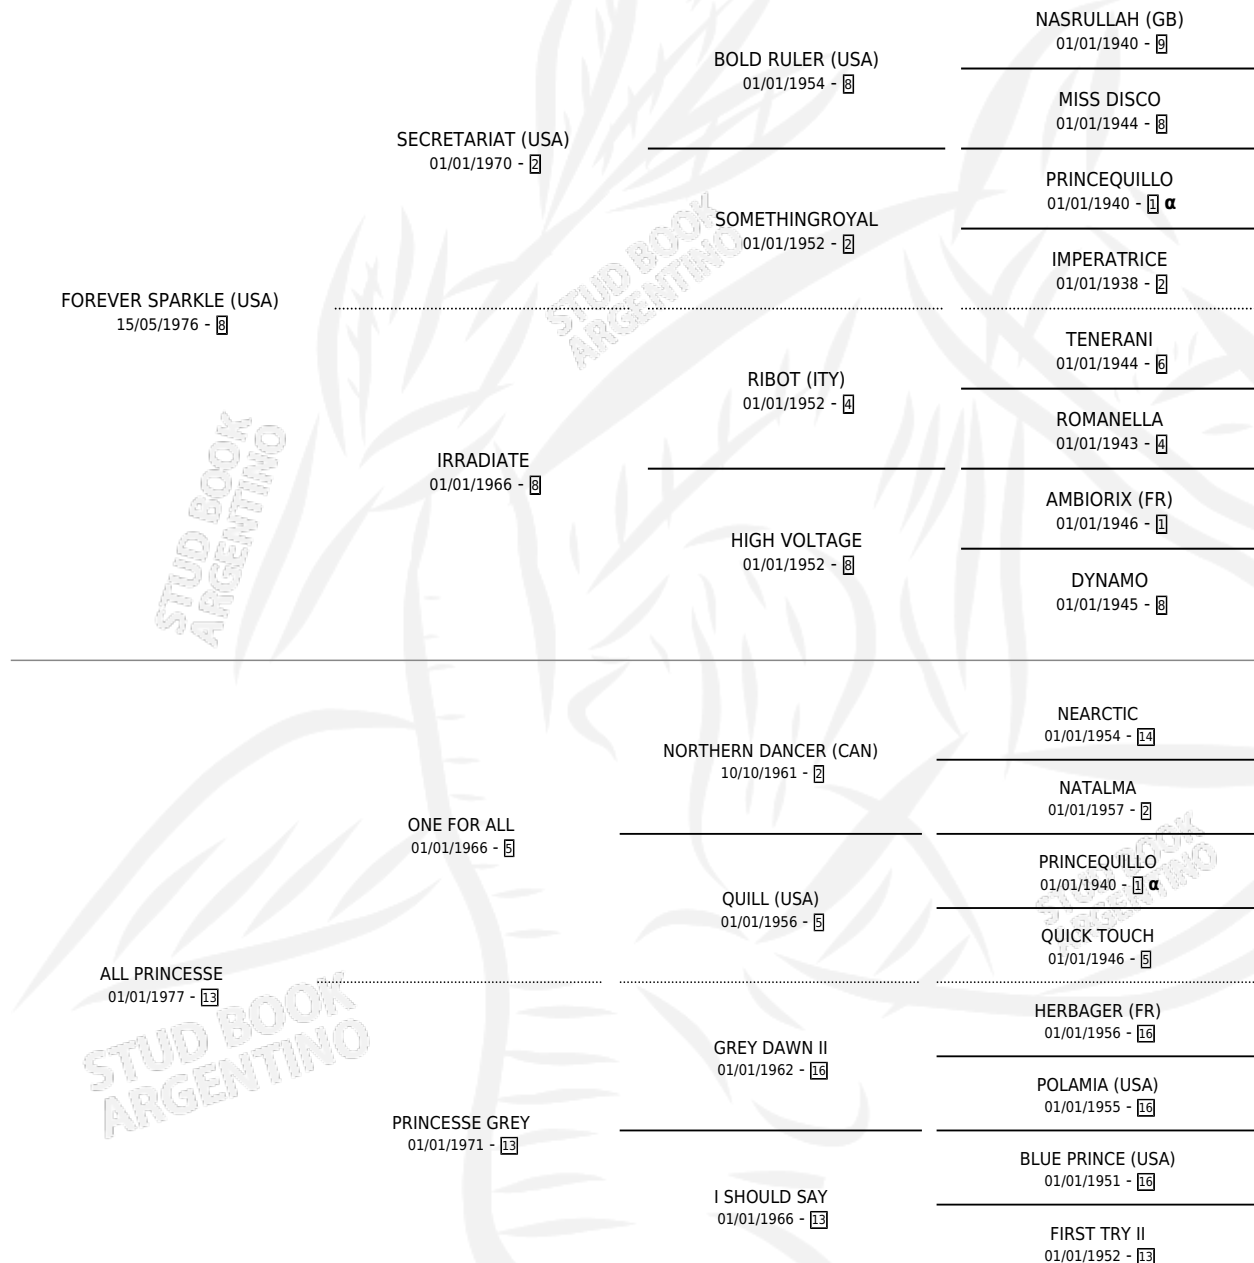 NASRULLAH (GB)
01/01/1940 - 9
BOLD RULER (USA)
01/01/1954 - 8
MISS DISCO
01/01/1944 - 8
SECRETARIAT (USA)
01/01/1970 - 2
PRINCEQUILLO
01/01/1940 - 1 α
SOMETHINGROYAL
01/01/1952 - 2
IMPERATRICE
01/01/1938 - 2
FOREVER SPARKLE (USA)
15/05/1976 - 8
TENERANI
01/01/1944 - 6
RIBOT (ITY)
01/01/1952 - 4
ROMANELLA
01/01/1943 - 4
IRRADIATE
01/01/1966 - 8
AMBIORIX (FR)
01/01/1946 - 1
HIGH VOLTAGE
01/01/1952 - 8
DYNAMO
01/01/1945 - 8
NEARCTIC
01/01/1954 - 14
NORTHERN DANCER (CAN)
10/10/1961 - 2
NATALMA
01/01/1957 - 2
ONE FOR ALL
01/01/1966 - 5
PRINCEQUILLO
01/01/1940 - 1 α
QUILL (USA)
01/01/1956 - 5
QUICK TOUCH
01/01/1946 - 5
ALL PRINCESSE
01/01/1977 - 13
HERBAGER (FR)
01/01/1956 - 16
GREY DAWN II
01/01/1962 - 16
POLAMIA (USA)
01/01/1955 - 16
PRINCESSE GREY
01/01/1971 - 13
BLUE PRINCE (USA)
01/01/1951 - 16
I SHOULD SAY
01/01/1966 - 13
FIRST TRY II
01/01/1952 - 13
STUD BOOK
ARGENTINO
STUD BOOK
ARGENTINO
STUD BOOK
ARGENTINO
STUD BOOK
ARGENTINO